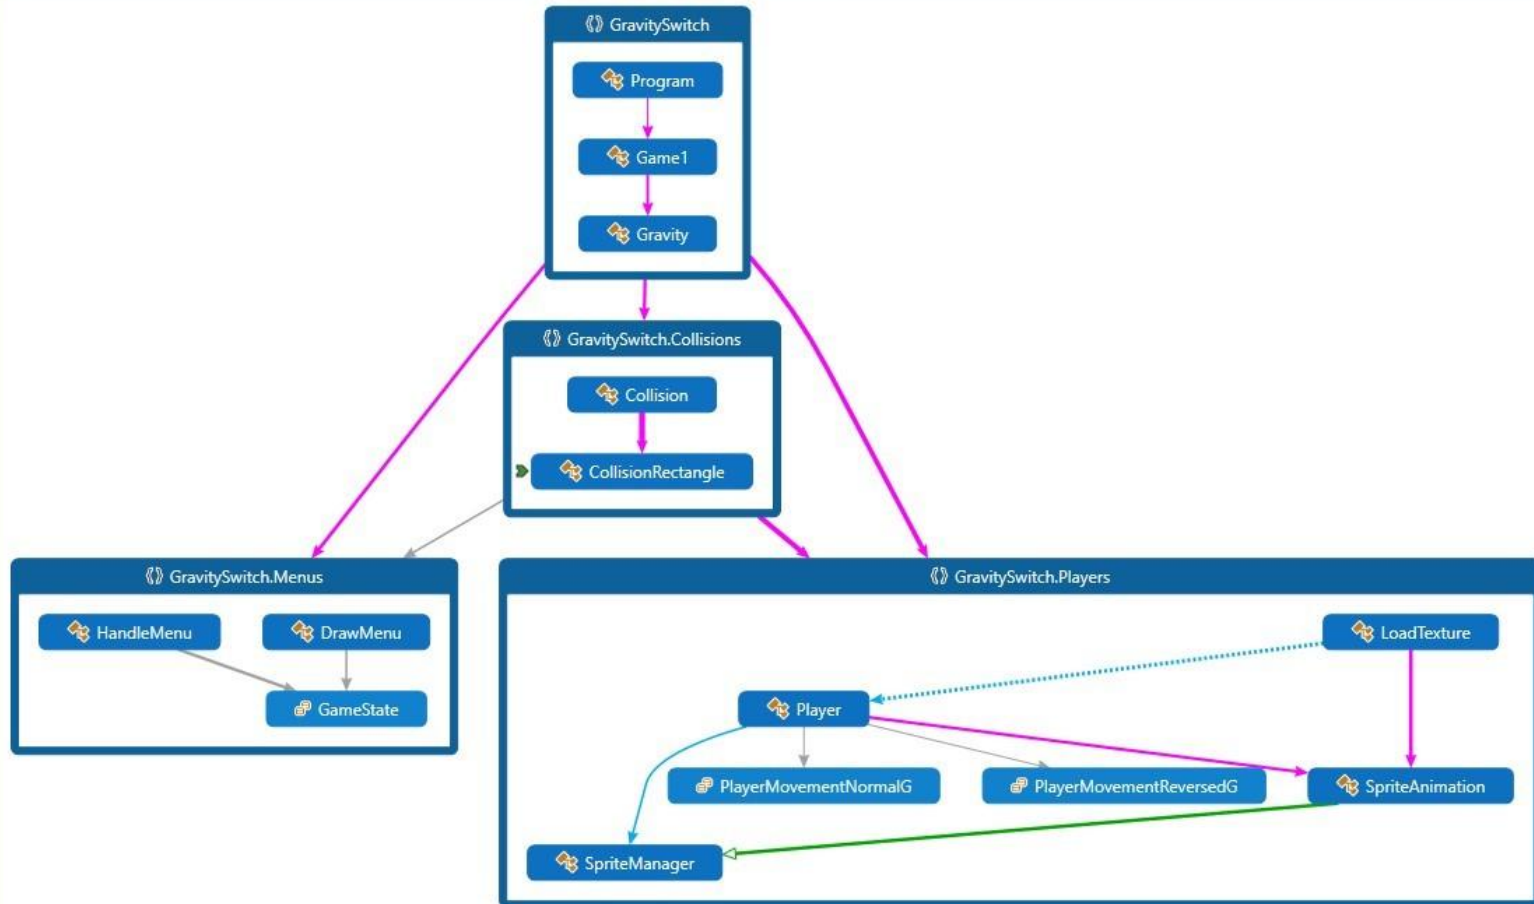 GravitySwitch
Program
Game1
Gravity
GravitySwitch.Collisions
Collision
CollisionRectangle
GravitySwitch.Menus
HandleMenu
DrawMenu
GameState
GravitySwitch.Players
LoadTexture
Player
PlayerMovementNormalG
PlayerMovementReversedG
SpriteAnimation
SpriteManager